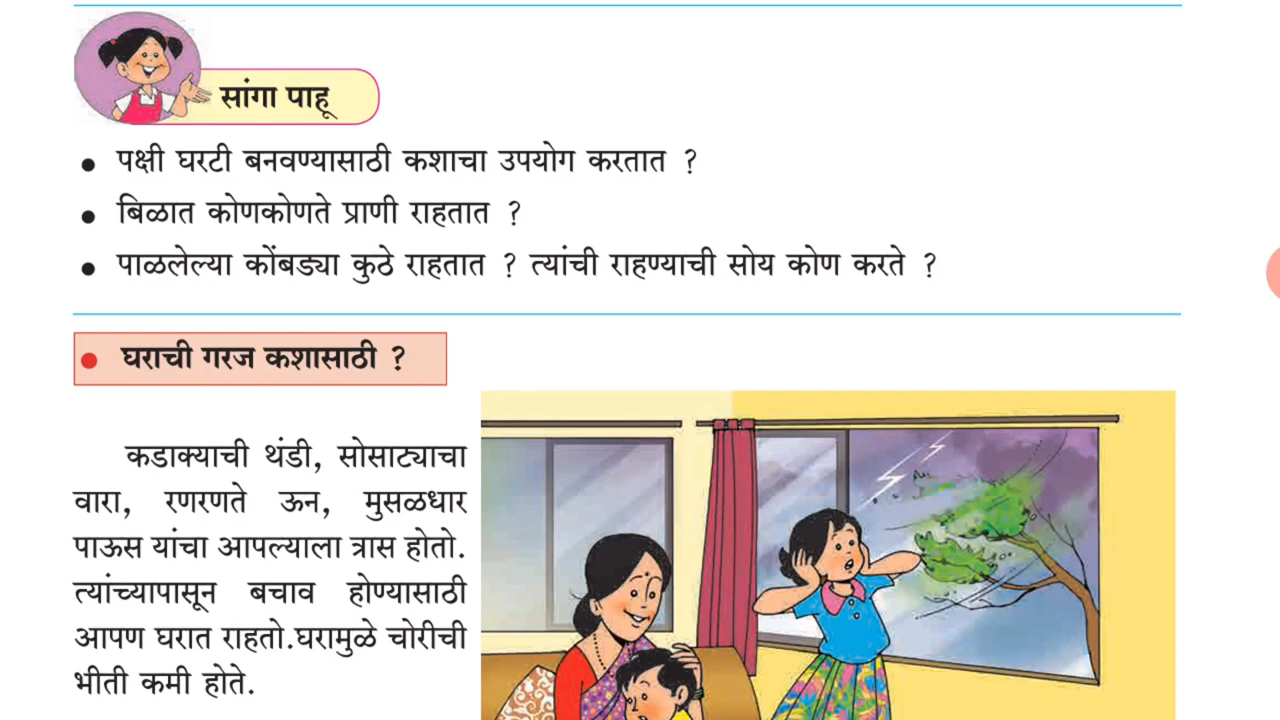 सांगा पाहू
• पक्षी घरटी बनवण्यासाठी कशाचा उपयोग करतात ?
• बिळात कोणकोणते प्राणी राहतात ?
• पाळलेल्या कोंबड्या कुठे राहतात ? त्यांची राहण्याची सोय कोण करते ?
• घराची गरज कशासाठी ?
कडाक्याची थंडी, सोसाट्याचा
वारा, रणरणते ऊन, मुसळधार
पाऊस यांचा आपल्याला त्रास होतो.
त्यांच्यापासून बचाव होण्यासाठी
आपण घरात राहतो.घरामुळे चोरीची
भीती कमी होते.